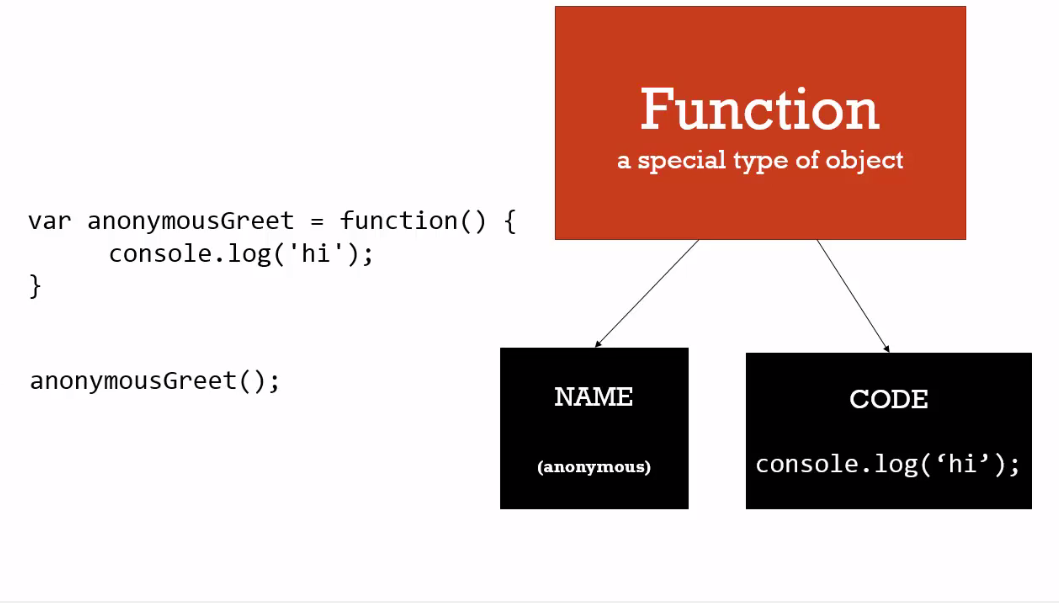 var anonymousGreet = function() {
console.log('hi');
}
anonymousGreet();
Function
a special type of object
NAME
(anonymous)
CODE
console.log(‘hi’);